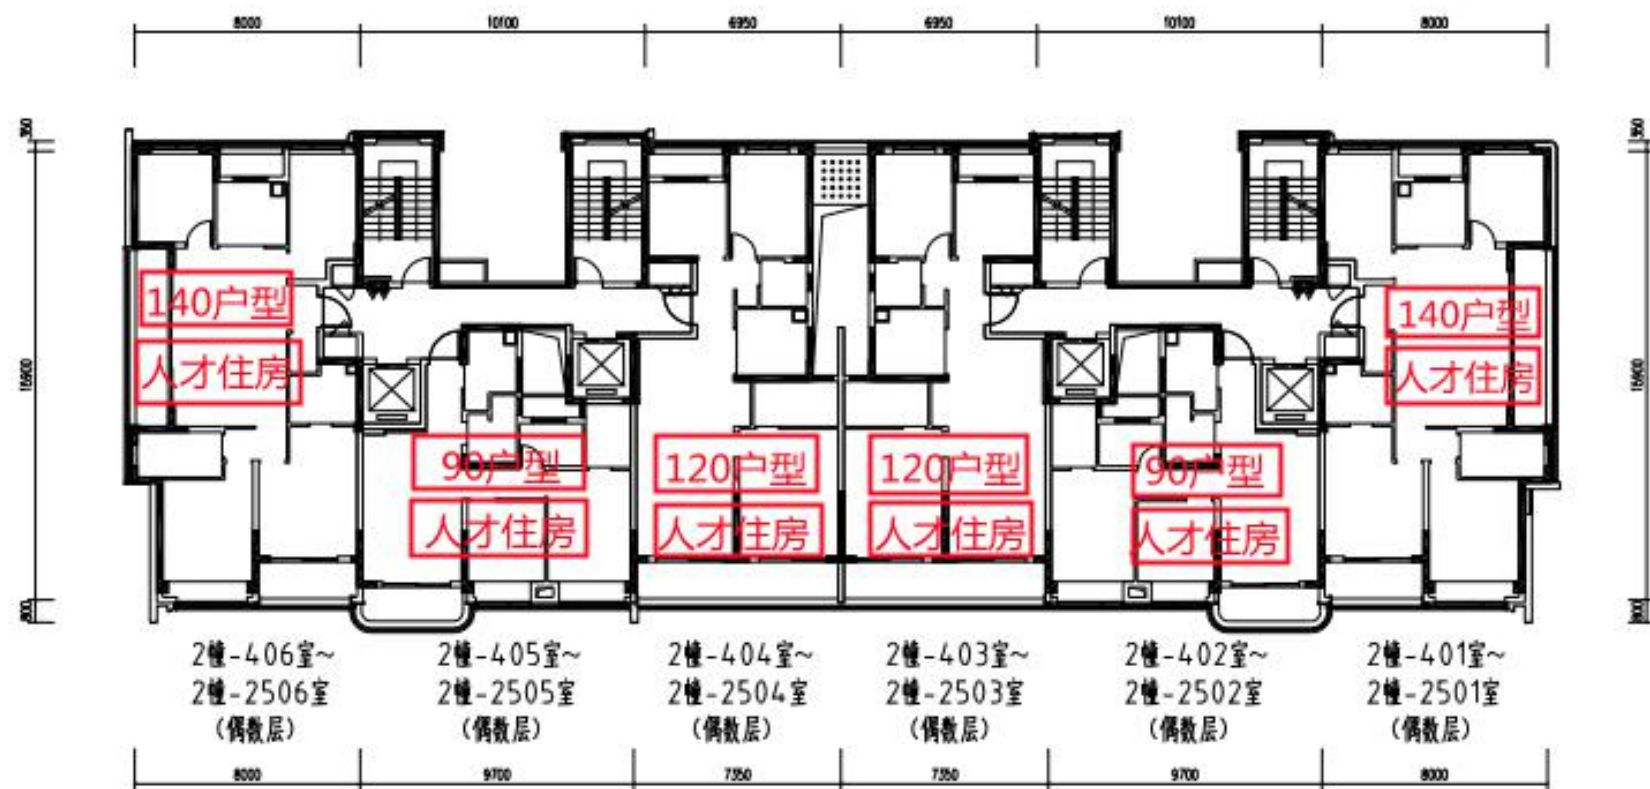 8000 10100 6950 6950 10100 8000
140户型
人才住房
90户型
人才住房
120户型
人才住房
120户型
人才住房
90户型
人才住房
140户型
人才住房
2幢-406室~
2幢-2506室
(偶数层)
2幢-405室~
2幢-2505室
(偶数层)
2幢-404室~
2幢-2504室
(偶数层)
2幢-403室~
2幢-2503室
(偶数层)
2幢-402室~
2幢-2502室
(偶数层)
2幢-401室~
2幢-2501室
(偶数层)
8000 9700 7350 7350 9700 8000